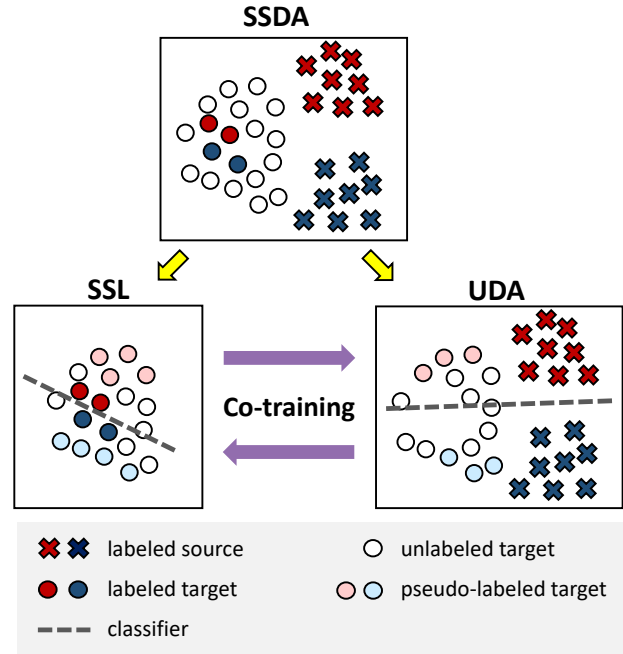 SSDA
SSL
UDA
Co-training
labeled source
unlabeled target
labeled target
pseudo-labeled target
classifier